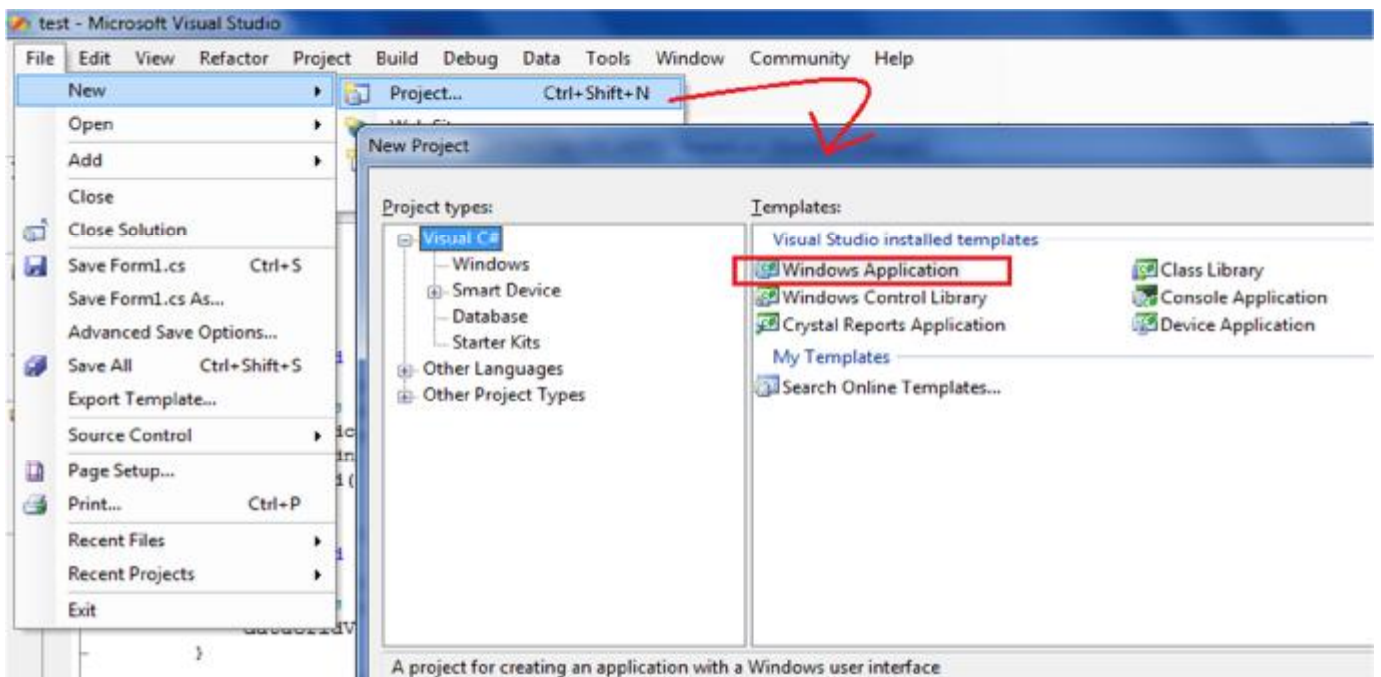 test - Microsoft Visual Studio
File Edit View Refactor Project Build Debug Data Tools Window Community Help
New
Project... Ctrl+Shift+N
Open
Add
Close
Close Solution
Save Form1.cs Ctrl+S
Save Form1.cs As...
Advanced Save Options...
Save All Ctrl+Shift+S
Export Template...
Source Control
Page Setup...
Print... Ctrl+P
Recent Files
Recent Projects
Exit
}
New Project
Project types:
Visual C#
Windows
Smart Device
Database
Starter Kits
Other Languages
Other Project Types
Templates:
Visual Studio installed templates
Windows Application
Class Library
Windows Control Library
Console Application
Crystal Reports Application
Device Application
My Templates
Search Online Templates...
A project for creating an application with a Windows user interface